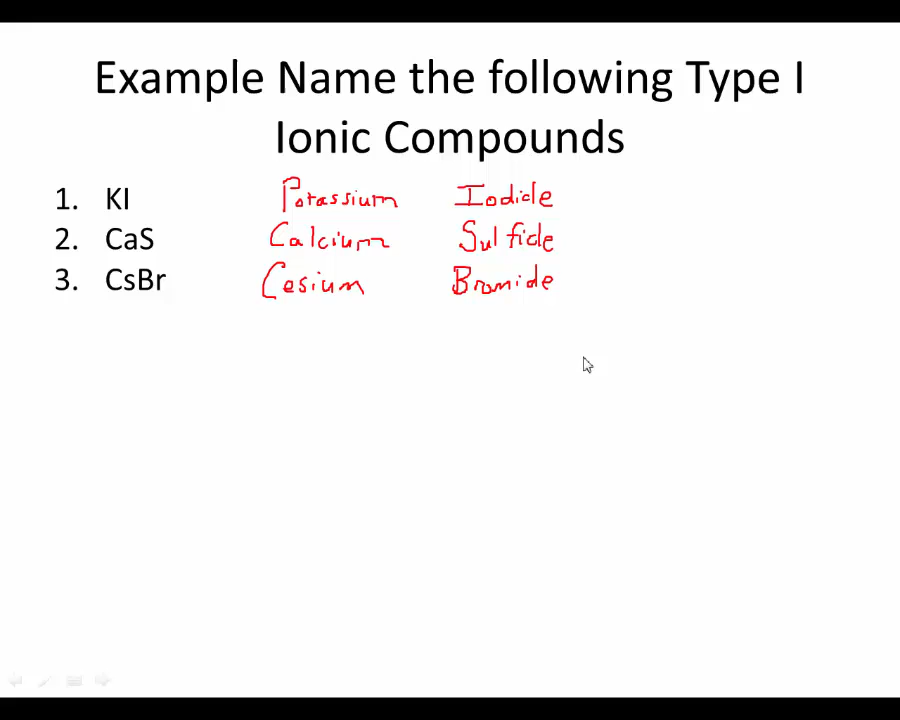 Example Name the following Type I
Ionic Compounds
1. KI Potassium Iodide
2. CaS Calcium Sulfide
3. CsBr Cesium Bromide